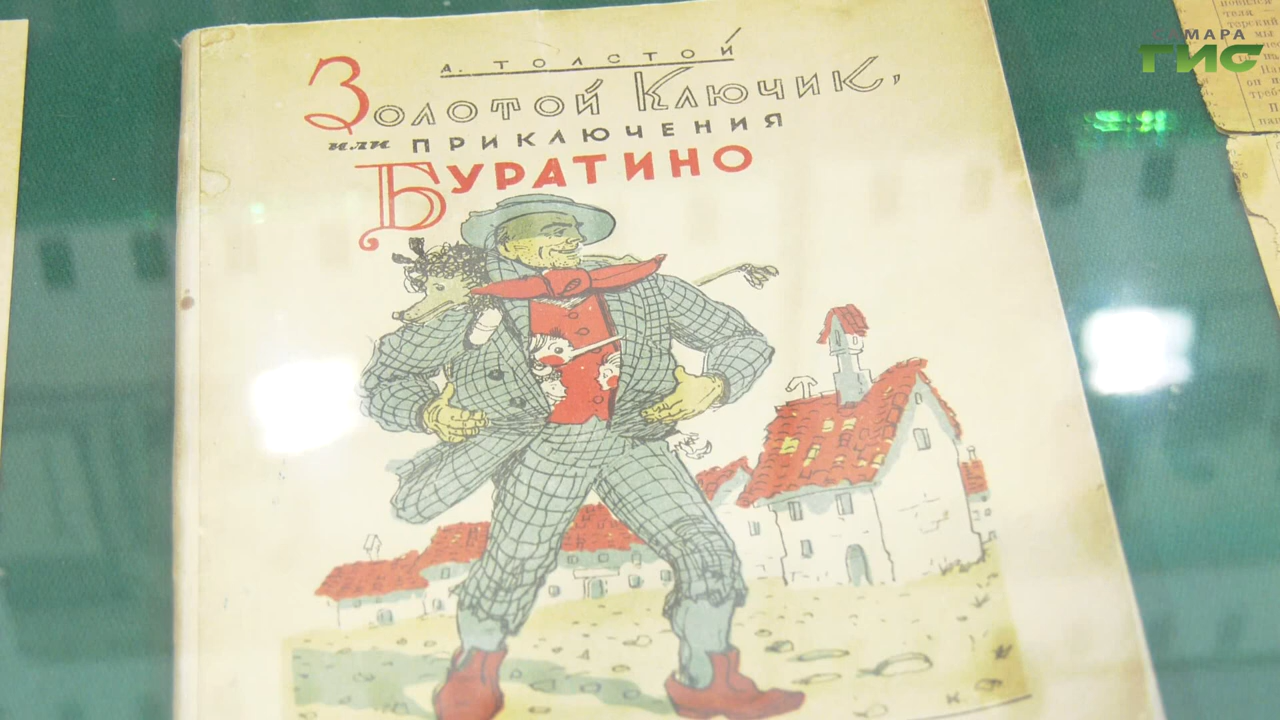 А. ТОЛСТОЙ
ЗОЛОТОЙ КЛЮЧИК,
или ПРИКЛЮЧЕНИЯ
БУРАТИНО
САМАРА
ГИС